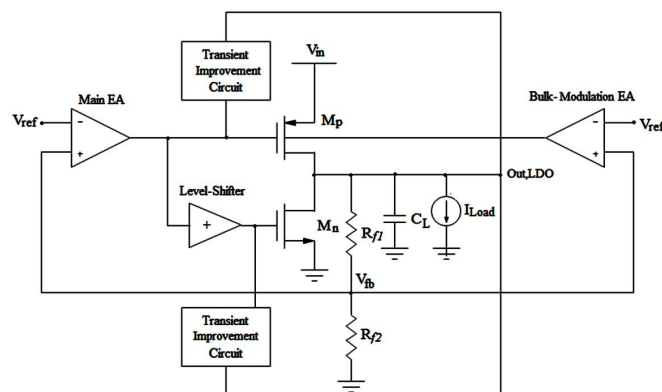 Transient
Improvement
Circuit
Vin
Main EA
Bulk- Modulation EA
Vref
-
+
Mp
-
+
Vref
Out,LDO
Level-Shifter
+
Mn
Rf1
CL
ILoad
Vfb
Transient
Improvement
Circuit
Rf2